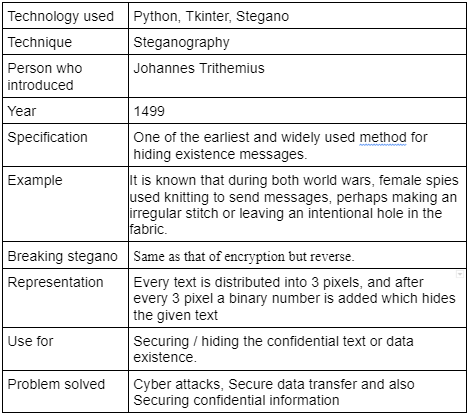 Technology used Python, Tkinter, Stegano
Technique Steganography
Person who Johannes Trithemius
introduced
Year 1499
Specification One of the earliest and widely used method for
hiding existence messages.
Example It is known that during both world wars, female spies
used knitting to send messages, perhaps making an
irregular stitch or leaving an intentional hole in the
fabric.
Breaking stegano Same as that of encryption but reverse.
Representation Every text is distributed into 3 pixels, and after
every 3 pixel a binary number is added which hides
the given text
Use for Securing / hiding the confidential text or data
existence.
Problem solved Cyber attacks, Secure data transfer and also
Securing confidential information